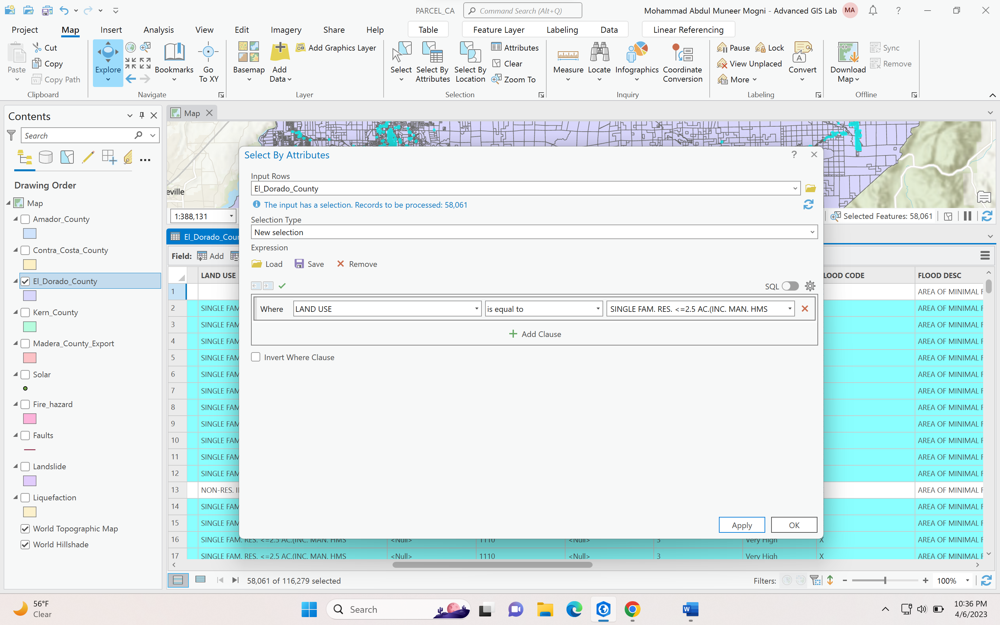 PARCEL_CA
Command Search (Alt+Q)
Mohammad Abdul Muneer Mogni - Advanced GIS Lab
MA
?
Project Map Insert Analysis View Edit Imagery Share Help Table Feature Layer Labeling Data Linear Referencing
Paste
Cut
Copy
Copy Path
Clipboard
Explore
Bookmarks
Go To XY
Navigate
Basemap
Add Data
Add Graphics Layer
Layer
Select
Select By Attributes
Select By Location
Attributes
Clear
Zoom To
Selection
Measure
Locate
Infographics
Coordinate Conversion
Inquiry
Pause
Lock
View Unplaced
More
Convert
Labeling
Download Map
Sync
Remove
Offline
Contents
Search
Drawing Order
Map
Amador_County
Contra_Costa_County
El_Dorado_County
Kern_County
Madera_County_Export
Solar
Fire_hazard
Faults
Landslide
Liquefaction
World Topographic Map
World Hillshade
Map
eville
1:388,131
Selected Features: 58,061
El_Dorado_Cou
Field: Add
LAND USE
LOOD CODE
FLOOD DESC
Select By Attributes
?
Input Rows
El_Dorado_County
The input has a selection. Records to be processed: 58,061
Selection Type
New selection
Expression
Load Save Remove
SQL
Where LAND USE is equal to SINGLE FAM. RES. <=2.5 AC.(INC. MAN. HMS
Add Clause
Invert Where Clause
Apply OK
1 AREA OF MINIMAL F
2 SINGLE FAM AREA OF MINIMAL F
3 SINGLE FAM AREA OF MINIMAL F
4 SINGLE FAM AREA OF MINIMAL F
5 SINGLE FAM AREA OF MINIMAL F
6 SINGLE FAM AREA OF MINIMAL F
7 SINGLE FAM AREA OF MINIMAL F
8 SINGLE FAM AREA OF MINIMAL F
9 SINGLE FAM AREA OF MINIMAL F
10 SINGLE FAM AREA OF MINIMAL F
11 SINGLE FAM AREA OF MINIMAL F
12 SINGLE FAM AREA OF MINIMAL F
13 NON-RES. I AREA OF MINIMAL F
14 SINGLE FAM AREA OF MINIMAL F
15 SINGLE FAM AREA OF MINIMAL F
16 SINGLE FAM. RES. <=2.5 AC.(INC. MAN. HMS <Null> 1110 <Null> 3 Very High X AREA OF MINIMAL F
17 SINGLE FAM. RES. <=2.5 AC.(INC. MAN. HMS <Null> 1110 <Null> 3 Very High X AREA OF MINIMAL F
58,061 of 116,279 selected
Filters:
100%
56°F
Clear
Search
10:36 PM
4/6/2023